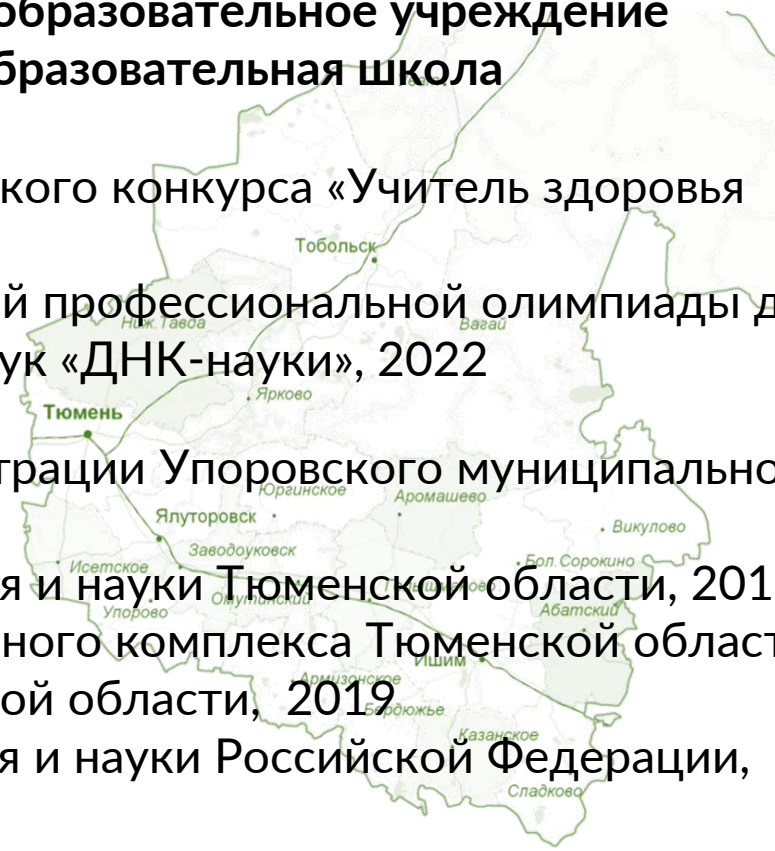 образовательное учреждение
бразовательная школа
кого конкурса «Учитель здоровья
Тобольск
й профессиональной олимпиады д
Ниж.Тавда
Вагай
ук «ДНК-науки», 2022
Ярково
Тюмень
трации Упоровского муниципально
Юргинское
Аромашево
Ялуторовск
Викулово
Заводоуковск
Бол.Сорокино
Исетское
я и науки Тюменской области, 201
Омутинский
Упорово
Абатский
ного комплекса Тюменской област
Ишим
Армизонское
ой области,  2019
Бердюжье
Казанское
я и науки Российской Федерации,
Сладково